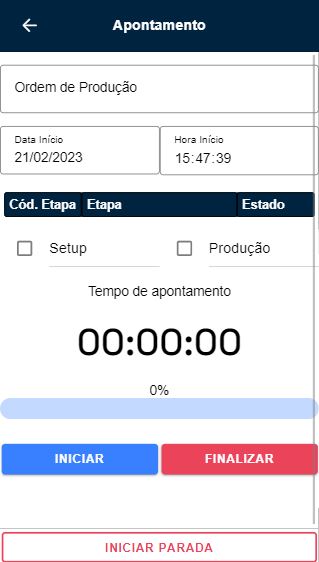 Apontamento
Ordem de Produção
Data Início
Hora Início
21/02/2023
15:47:39
Cód. Etapa Etapa Estado
Setup
Produção
Tempo de apontamento
00:00:00
0%
INICIAR
FINALIZAR
INICIAR PARADA